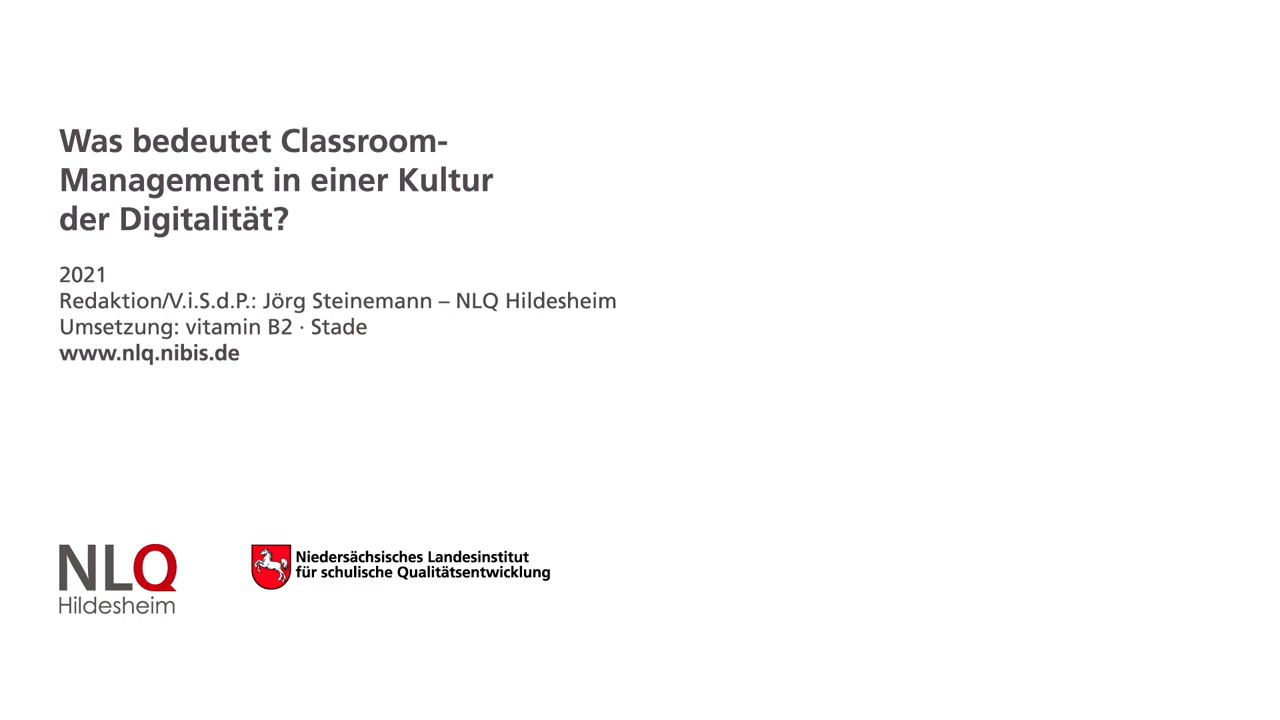 Was bedeutet Classroom-
Management in einer Kultur
der Digitalität?
2021
Redaktion/V.i.S.d.P.: Jörg Steinemann – NLQ Hildesheim
Umsetzung: vitamin B2 · Stade
www.nlq.nibis.de
NLQ
Hildesheim
Niedersächsisches Landesinstitut
für schulische Qualitätsentwicklung